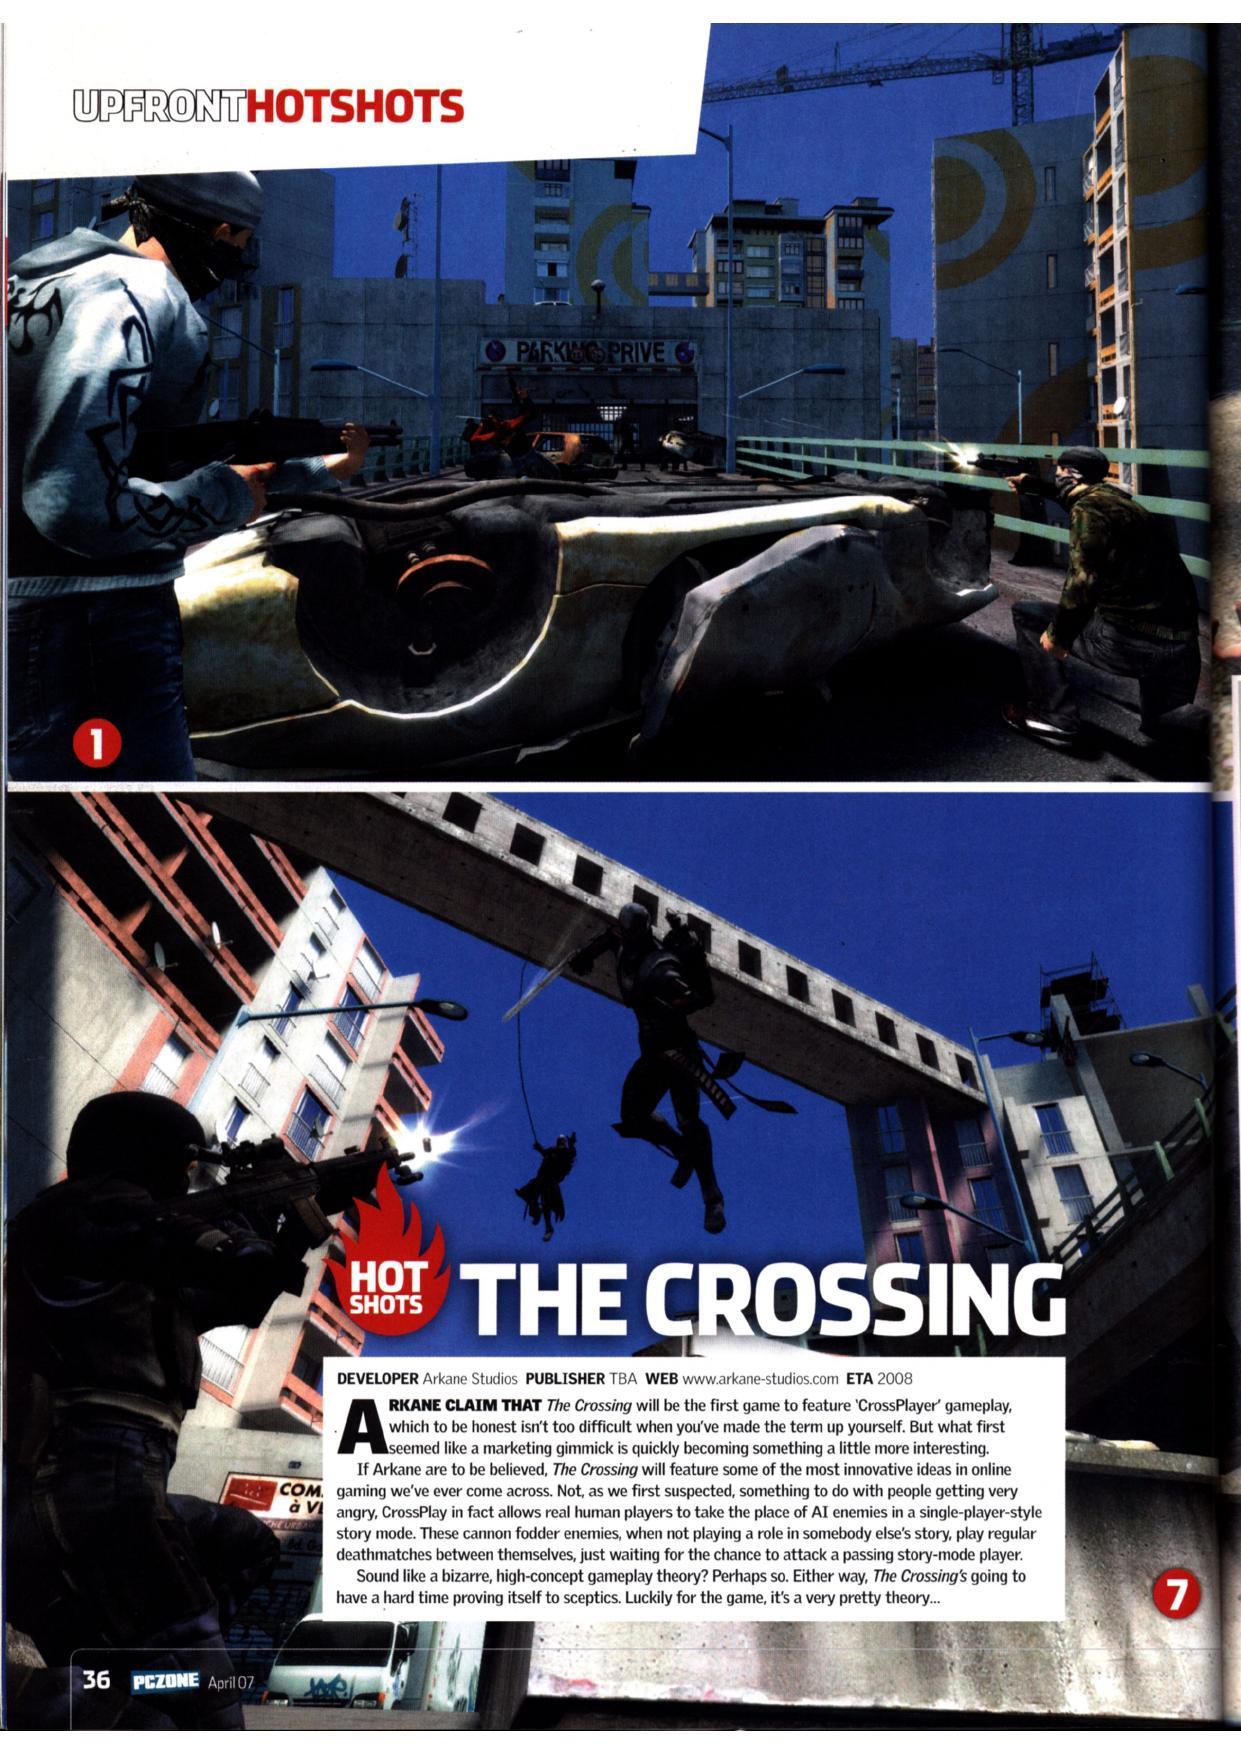 UPFRONTHOTSHOTS
PARKING PRIVE
1
HOT
SHOTS
THE CROSSING
DEVELOPER Arkane Studios PUBLISHER TBA WEB www.arkane-studios.com ETA 2008
ARKANE CLAIM THAT The Crossing will be the first game to feature ‘CrossPlayer’ gameplay,
which to be honest isn't too difficult when you've made the term up yourself. But what first
seemed like a marketing gimmick is quickly becoming something a little more interesting.
If Arkane are to be believed, The Crossing will feature some of the most innovative ideas in online
gaming we've ever come across. Not, as we first suspected, something to do with people getting very
angry, CrossPlay in fact allows real human players to take the place of AI enemies in a single-player-style
story mode. These cannon fodder enemies, when not playing a role in somebody else's story, play regular
deathmatches between themselves, just waiting for the chance to attack a passing story-mode player.
Sound like a bizarre, high-concept gameplay theory? Perhaps so. Either way, The Crossing's going to
have a hard time proving itself to sceptics. Luckily for the game, it's a very pretty theory...
COM
à V
7
36 PCZONE April 07